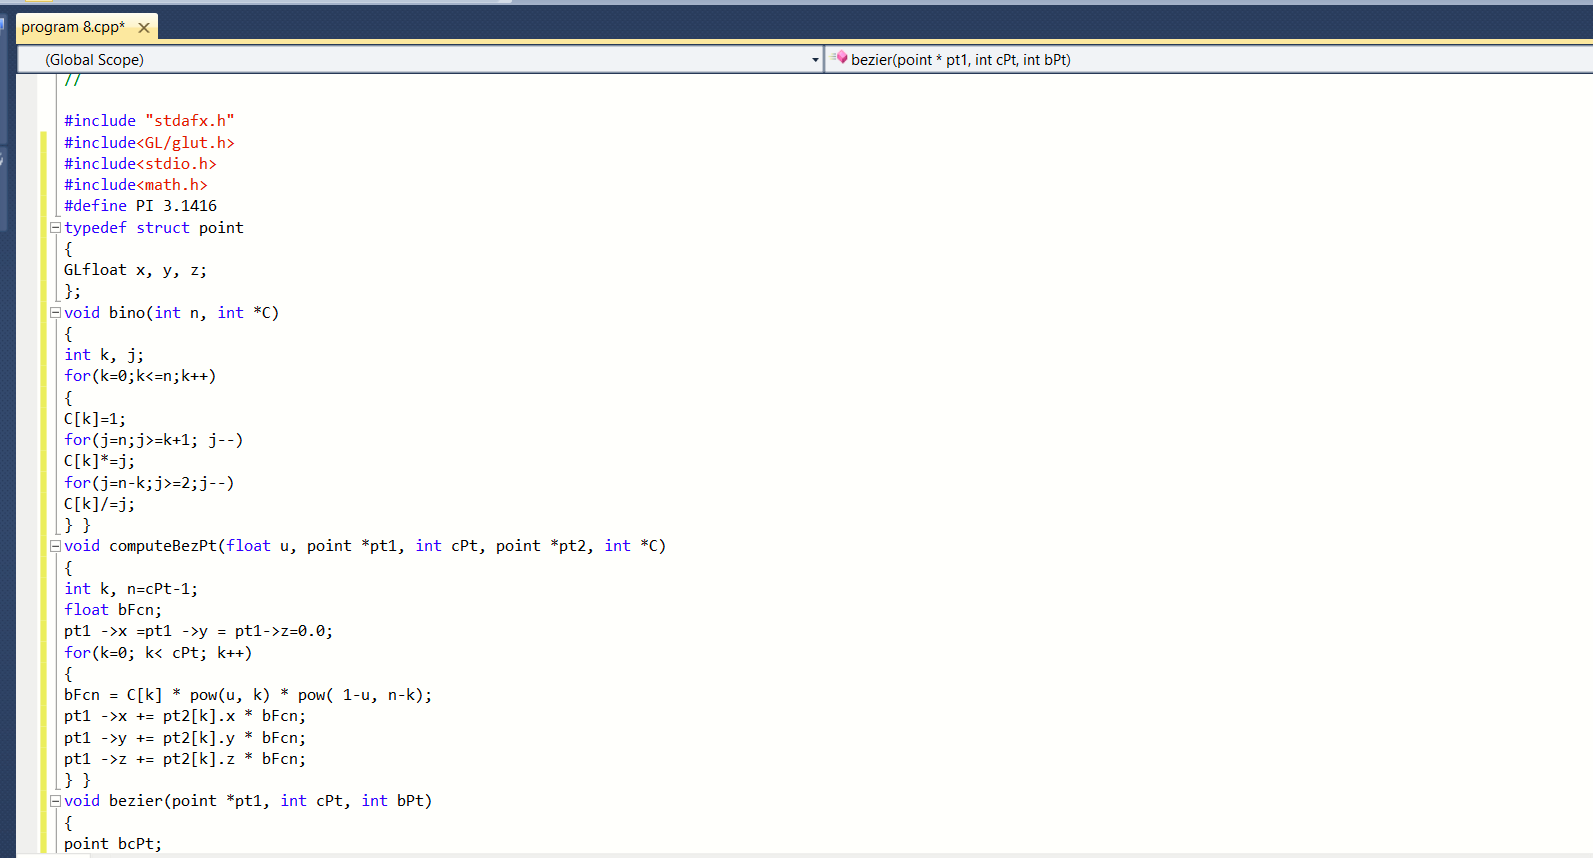 program 8.cpp*
(Global Scope)
bezier(point * pt1, int cPt, int bPt)
//
#include "stdafx.h"
#include<GL/glut.h>
#include<stdio.h>
#include<math.h>
#define PI 3.1416
typedef struct point
{
GLfloat x, y, z;
};
void bino(int n, int *C)
{
int k, j;
for(k=0;k<=n;k++)
{
C[k]=1;
for(j=n;j>=k+1; j--)
C[k]*=j;
for(j=n-k;j>=2;j--)
C[k]/=j;
} }
void computeBezPt(float u, point *pt1, int cPt, point *pt2, int *C)
{
int k, n=cPt-1;
float bFcn;
pt1 ->x =pt1 ->y = pt1->z=0.0;
for(k=0; k< cPt; k++)
{
bFcn = C[k] * pow(u, k) * pow( 1-u, n-k);
pt1 ->x += pt2[k].x * bFcn;
pt1 ->y += pt2[k].y * bFcn;
pt1 ->z += pt2[k].z * bFcn;
} }
void bezier(point *pt1, int cPt, int bPt)
{
point bcPt;